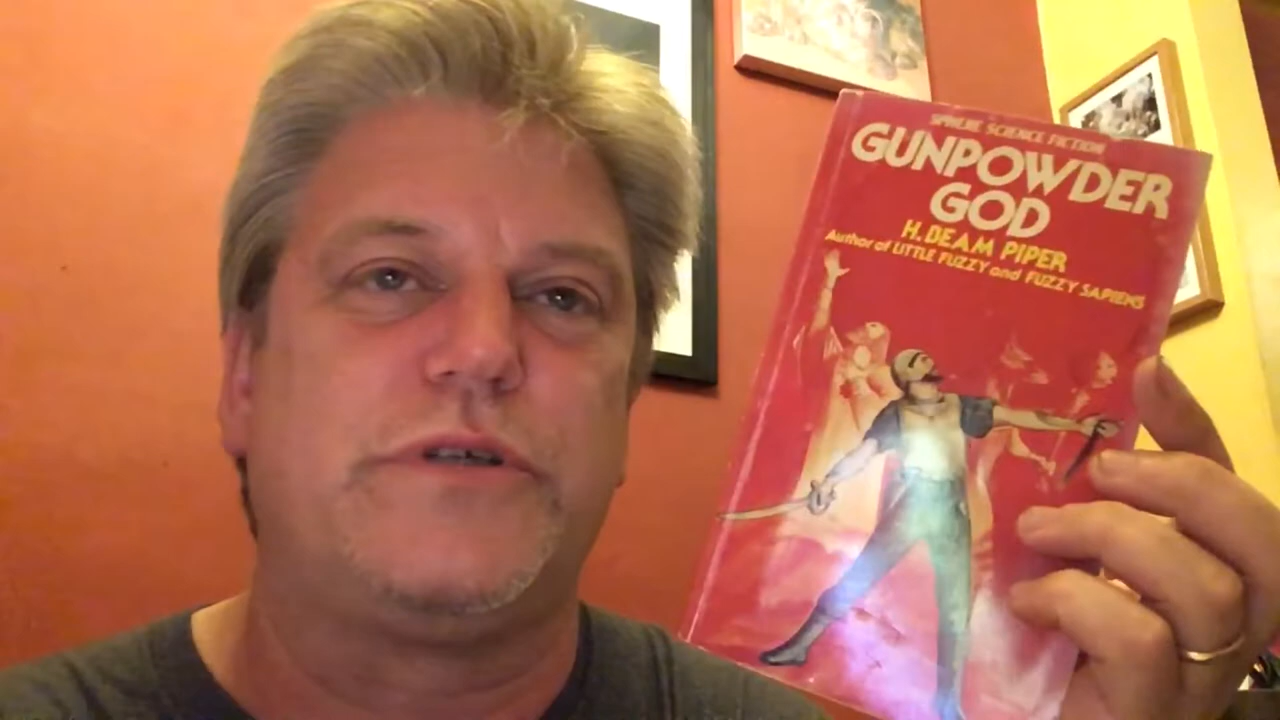 SPHERE SCIENCE FICTION
GUNPOWDER
GOD
H. BEAM PIPER
Author of LITTLE FUZZY and FUZZY SAPIENS